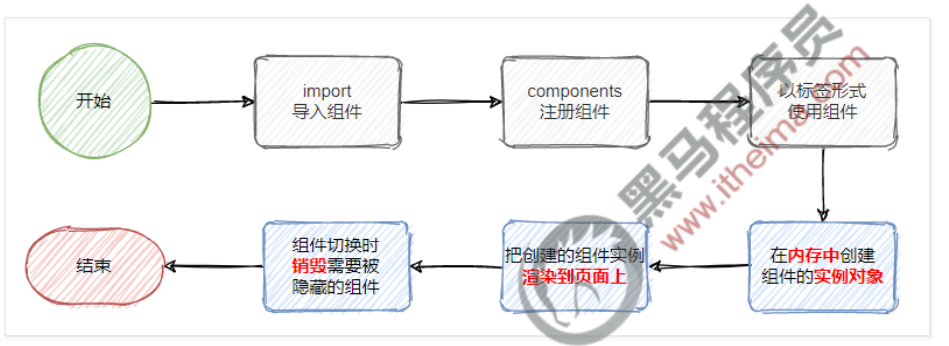 开始
import
导入组件
components
注册组件
以标签形式
使用组件
在内存中创建
组件的实例对象
把创建的组件实例
渲染到页面上
组件切换时
销毁需要被
隐藏的组件
结束
黑马程序员
www.itheima.com